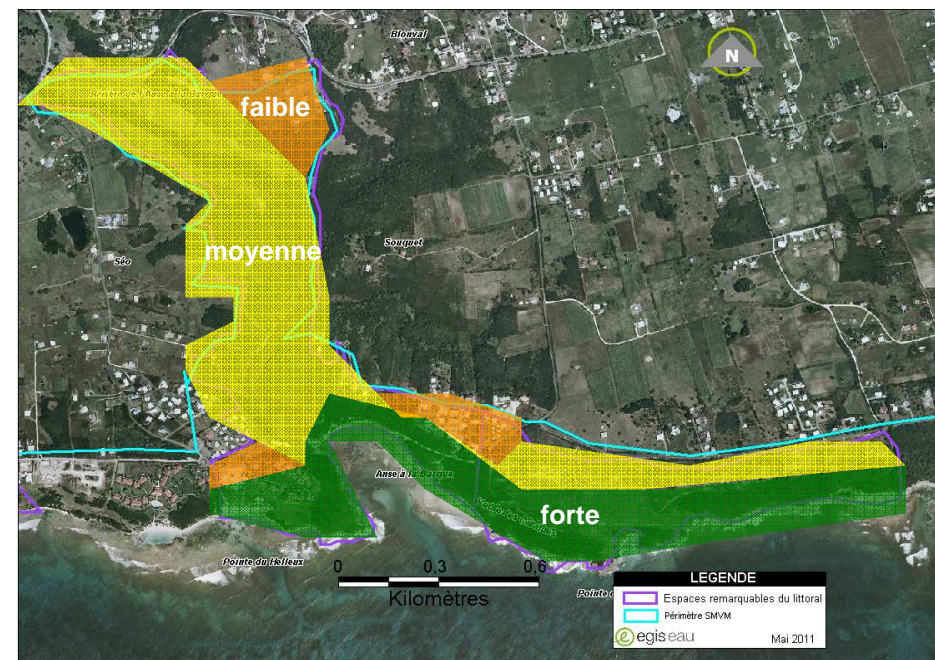 Blonval
N
faible
moyenne
Souquet
Séo
Anse à la Barque
forte
Pointe du Helleux
0 0,3 0,6
Kilomètres
Pointe
LEGENDE
Espaces remarquables du littoral
Périmètre SMVM
egis eau
Mai 2011